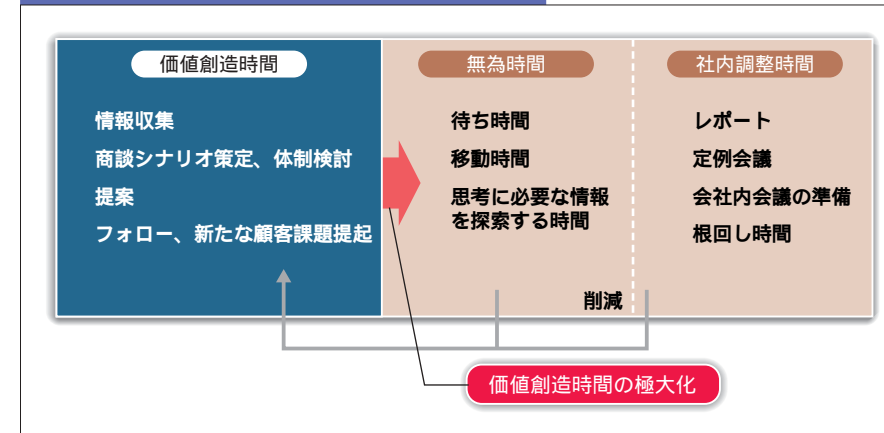 価値創造時間
情報収集
商談シナリオ策定、体制検討
提案
フォロー、新たな顧客課題提起
無為時間
待ち時間
移動時間
思考に必要な情報
を探索する時間
社内調整時間
レポート
定例会議
会社内会議の準備
根回し時間
削減
価値創造時間の極大化